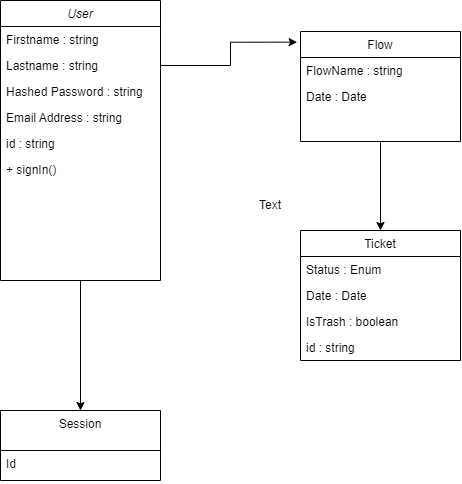 User
Firstname : string
Lastname : string
Hashed Password : string
Email Address : string
id : string
+ signIn()
Flow
FlowName : string
Date : Date
Text
Ticket
Status : Enum
Date : Date
IsTrash : boolean
id : string
Session
Id